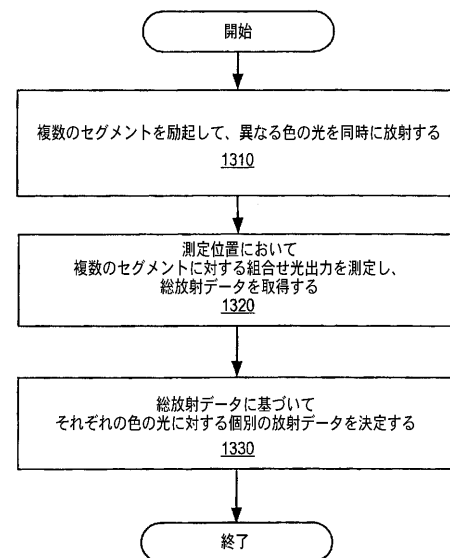 開始
複数のセグメントを励起して、異なる色の光を同時に放射する
1310
測定位置において
複数のセグメントに対する組合せ光出力を測定し、
総放射データを取得する
1320
総放射データに基づいて
それぞれの色の光に対する個別の放射データを決定する
1330
終了